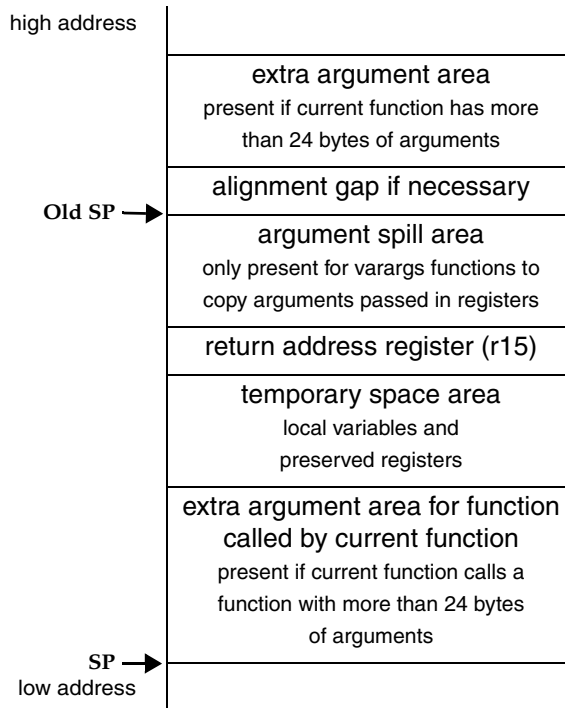 high address
extra argument area
present if current function has more
than 24 bytes of arguments
alignment gap if necessary
Old SP
argument spill area
only present for varargs functions to
copy arguments passed in registers
return address register (r15)
temporary space area
local variables and
preserved registers
extra argument area for function
called by current function
present if current function calls a
function with more than 24 bytes
of arguments
SP
low address